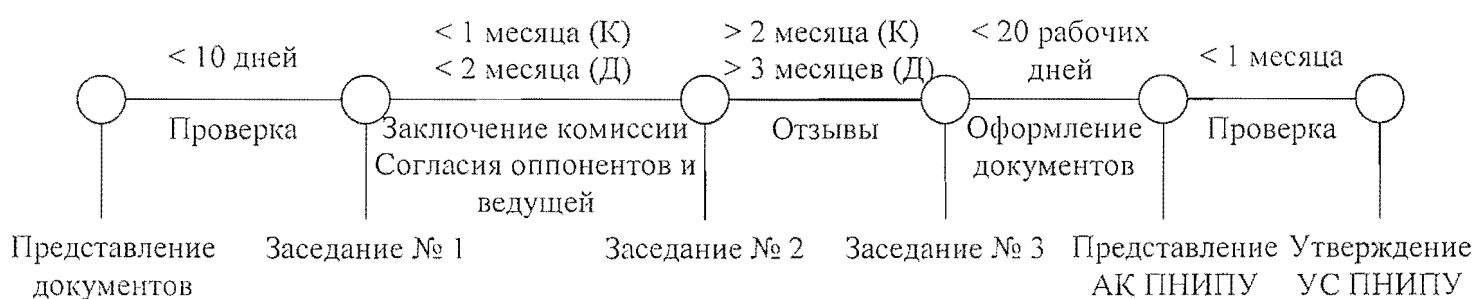 < 10 дней
< 1 месяца (К)
< 2 месяца (Д)
> 2 месяца (К)
> 3 месяцев (Д)
< 20 рабочих
дней
< 1 месяца
Проверка
Заключение комиссии
Согласия оппонентов и
ведущей
Отзывы
Оформление
документов
Проверка
Представление
документов
Заседание № 1
Заседание № 2
Заседание № 3
Представление
АК ПНИПУ
Утверждение
УС ПНИПУ